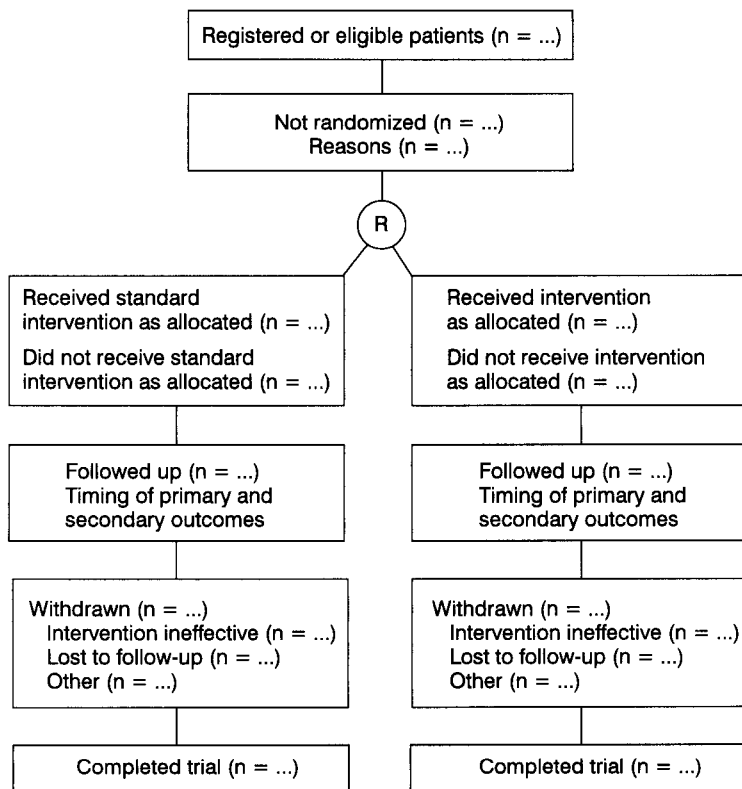 Registered or eligible patients (n = ...)
Not randomized (n = ...)
Reasons (n = ...)
R
Received standard
intervention as allocated (n = ...)
Did not receive standard
intervention as allocated (n = ...)
Received intervention
as allocated (n = ...)
Did not receive intervention
as allocated (n = ...)
Followed up (n = ...)
Timing of primary and
secondary outcomes
Followed up (n = ...)
Timing of primary and
secondary outcomes
Withdrawn (n = ...)
Intervention ineffective (n = ...)
Lost to follow-up (n = ...)
Other (n = ...)
Withdrawn (n = ...)
Intervention ineffective (n = ...)
Lost to follow-up (n = ...)
Other (n = ...)
Completed trial (n = ...)
Completed trial (n = ...)